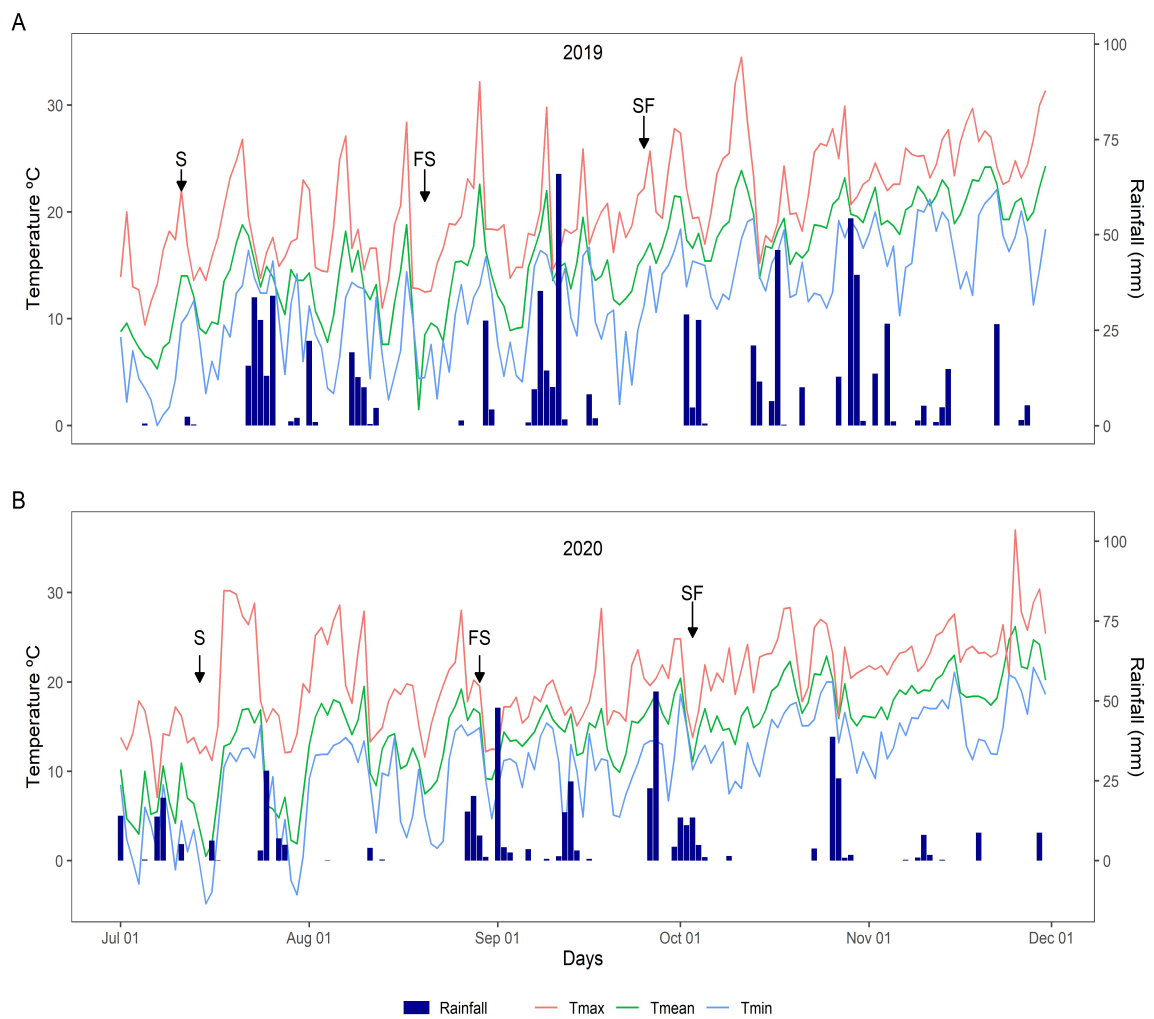 A
2019
Temperature ºC
30
20
10
0
S
FS
SF
100
75
50
25
0
Rainfall (mm)
B
2020
Temperature ºC
30
20
10
0
S
FS
SF
100
75
50
25
0
Rainfall (mm)
Jul 01 Aug 01 Sep 01 Oct 01 Nov 01 Dec 01
Days
Rainfall Tmax Tmean Tmin